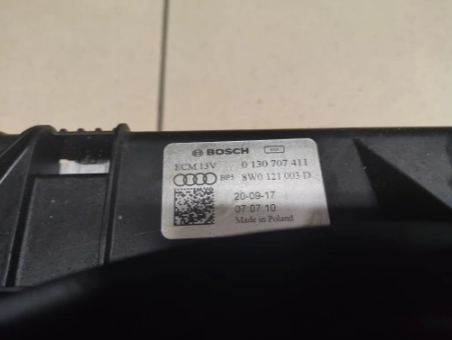 BOSCH
ECM 13V 0 130 707 411
BP5 8W0 121 003 D
20-09-17
07 07 10
Made in Poland